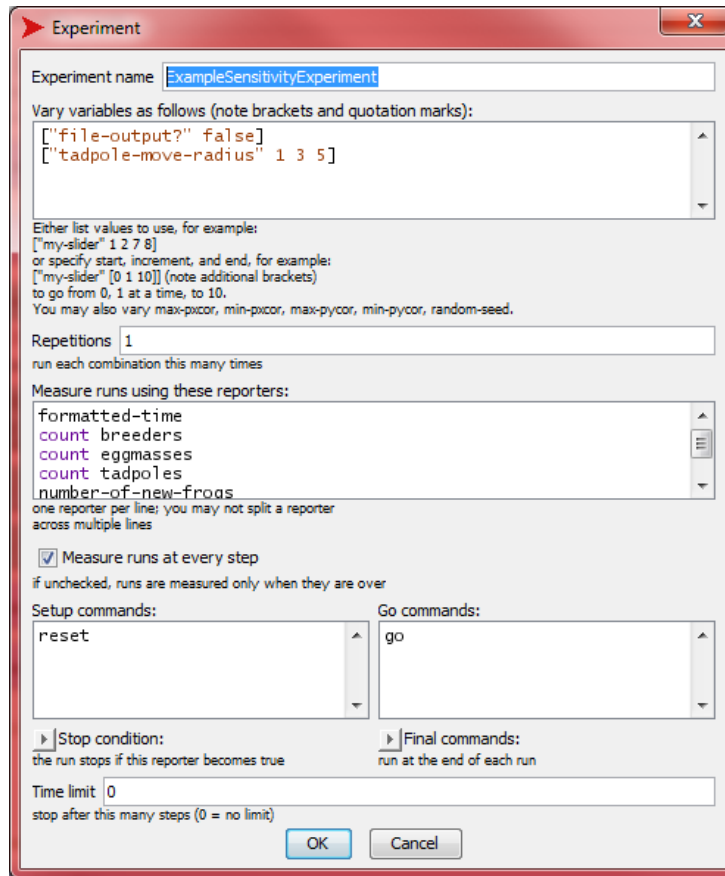 Experiment
Experiment name ExampleSensitivityExperiment
Vary variables as follows (note brackets and quotation marks):
["file-output?" false]
["tadpole-move-radius" 1 3 5]
Either list values to use, for example:
["my-slider" 1 2 7 8]
or specify start, increment, and end, for example:
["my-slider" [0 1 10]] (note additional brackets)
to go from 0, 1 at a time, to 10.
You may also vary max-pxcor, min-pxcor, max-pycor, min-pycor, random-seed.
Repetitions 1
run each combination this many times
Measure runs using these reporters:
formatted-time
count breeders
count eggmasses
count tadpoles
number-of-new-frogs
one reporter per line; you may not split a reporter
across multiple lines
Measure runs at every step
if unchecked, runs are measured only when they are over
Setup commands: Go commands:
reset go
Stop condition: Final commands:
the run stops if this reporter becomes true run at the end of each run
Time limit 0
stop after this many steps (0 = no limit)
OK Cancel